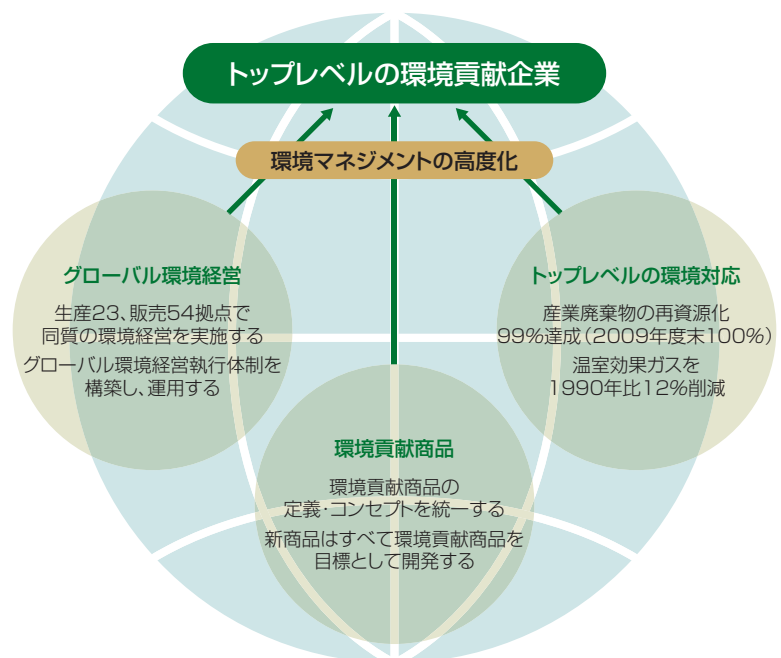 トップレベルの環境貢献企業
環境マネジメントの高度化
グローバル環境経営
生産23、販売54拠点で
同質の環境経営を実施する
グローバル環境経営執行体制を
構築し、運用する
トップレベルの環境対応
産業廃棄物の再資源化
99%達成（2009年度末100%）
温室効果ガスを
1990年比12%削減
環境貢献商品
環境貢献商品の
定義・コンセプトを統一する
新商品はすべて環境貢献商品を
目標として開発する